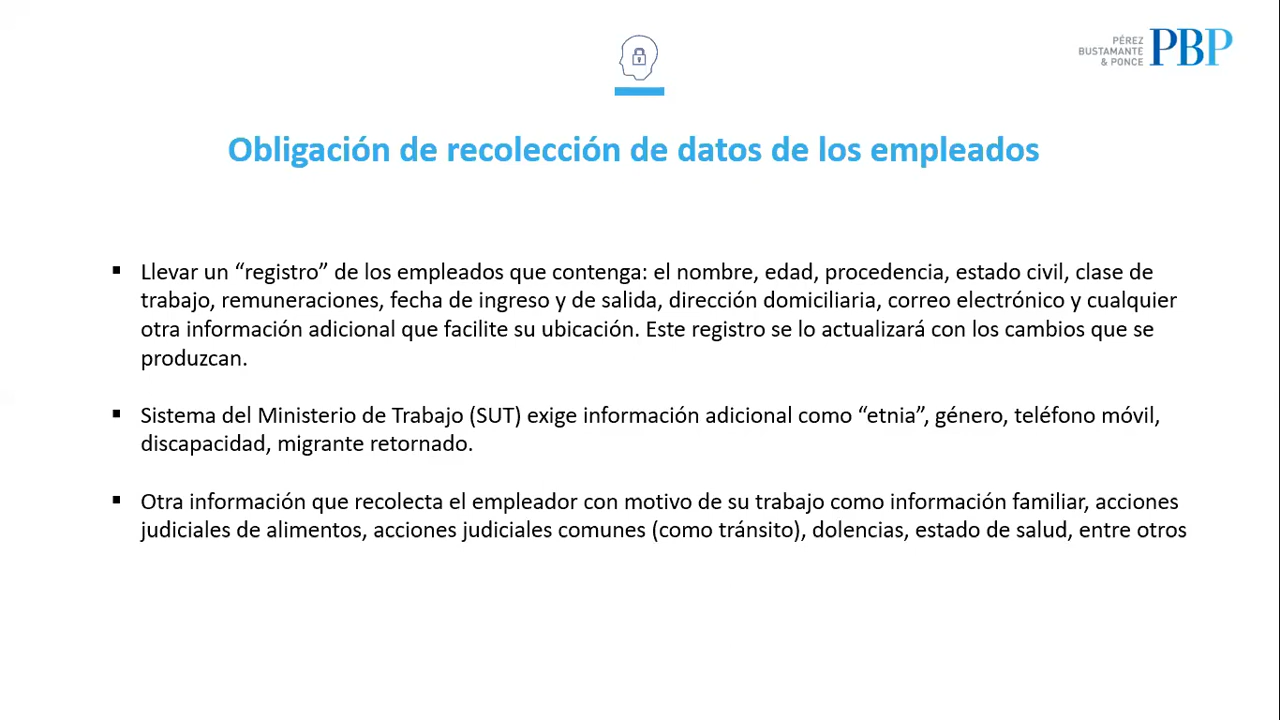 PÉREZ
BUSTAMANTE
& PONCE
PBP
Obligación de recolección de datos de los empleados
▪ Llevar un “registro” de los empleados que contenga: el nombre, edad, procedencia, estado civil, clase de
trabajo, remuneraciones, fecha de ingreso y de salida, dirección domiciliaria, correo electrónico y cualquier
otra información adicional que facilite su ubicación. Este registro se lo actualizará con los cambios que se
produzcan.
▪ Sistema del Ministerio de Trabajo (SUT) exige información adicional como “etnia”, género, teléfono móvil,
discapacidad, migrante retornado.
▪ Otra información que recolecta el empleador con motivo de su trabajo como información familiar, acciones
judiciales de alimentos, acciones judiciales comunes (como tránsito), dolencias, estado de salud, entre otros